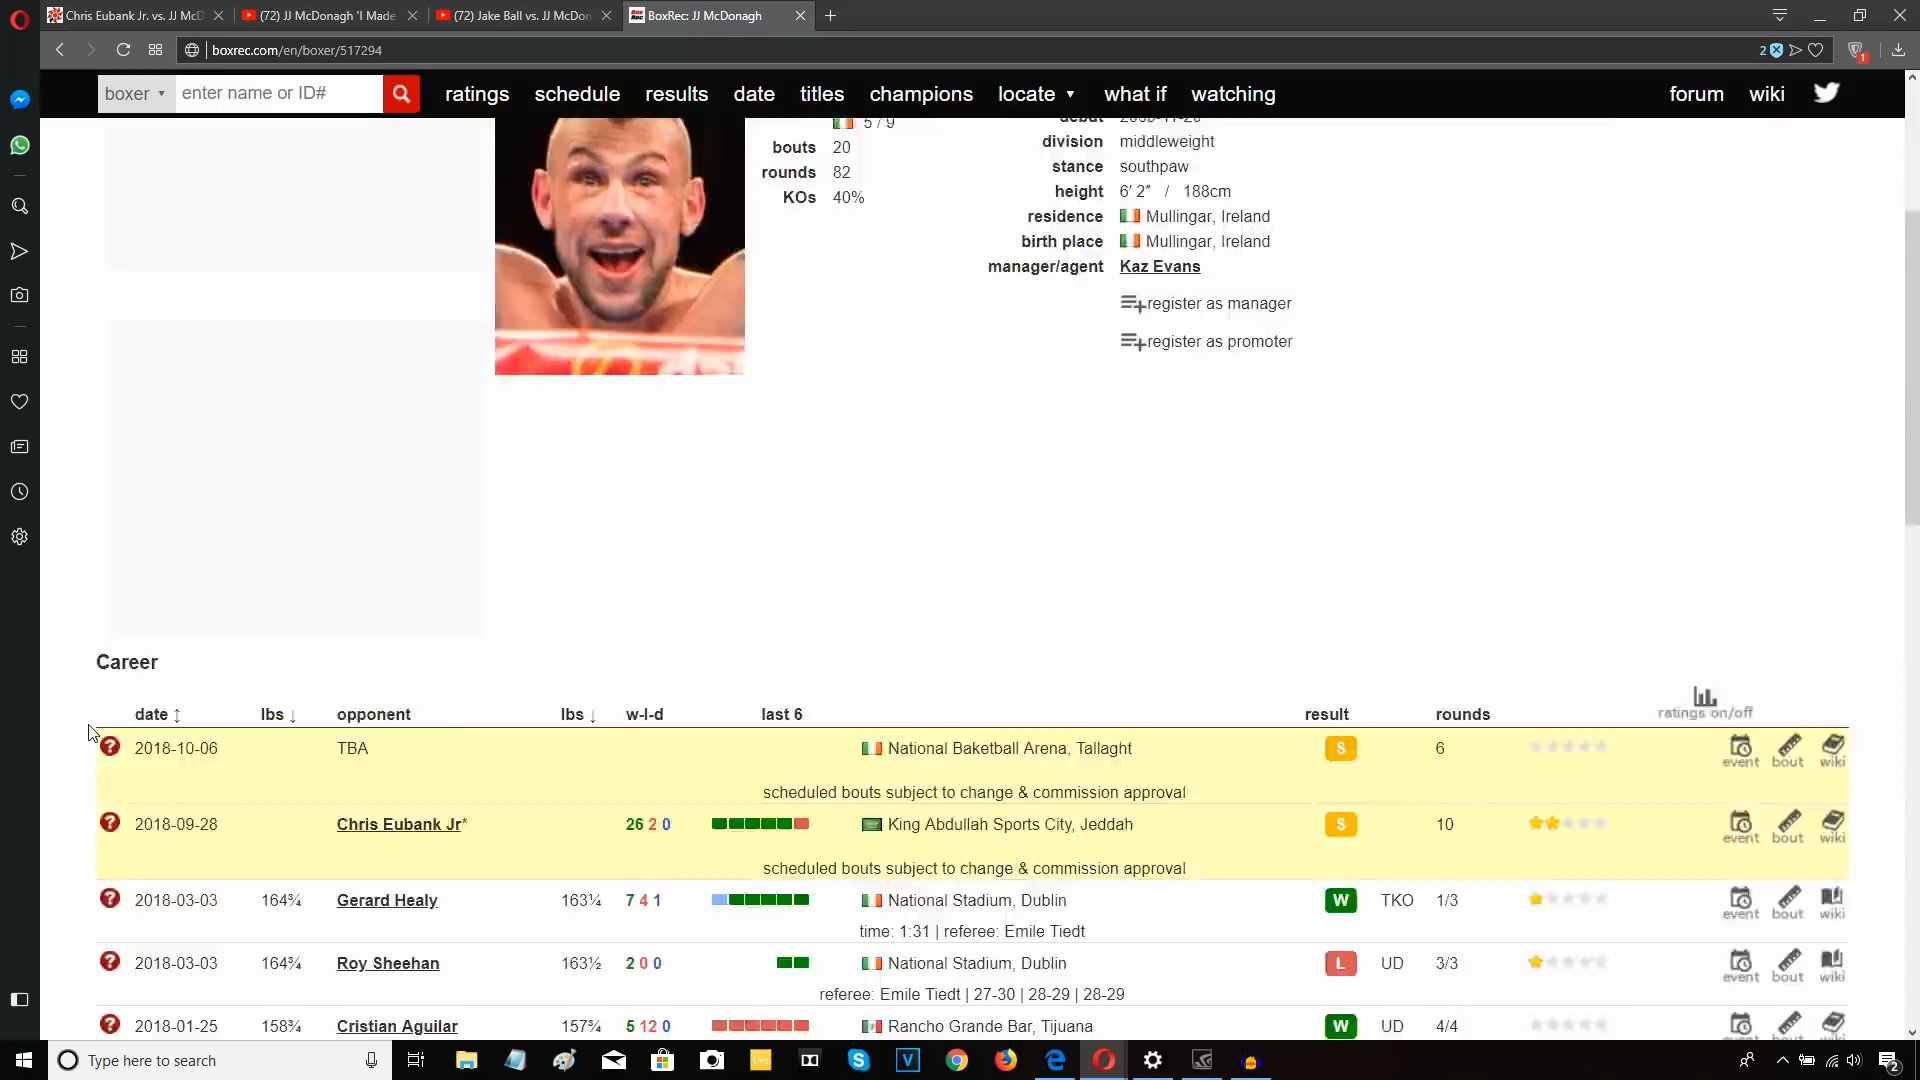 Chris Eubank Jr. vs. JJ McD
(72) JJ McDonagh 'I Made
(72) Jake Ball vs. JJ McDon
BoxRec: JJ McDonagh
boxrec.com/en/boxer/517294
2
1
boxer enter name or ID# ratings schedule results date titles champions locate what if watching forum wiki
5 / 9
bouts 20
rounds 82
KOs 40%
debut
division middleweight
stance southpaw
height 6′ 2″ / 188cm
residence Mullingar, Ireland
birth place Mullingar, Ireland
manager/agent Kaz Evans
register as manager
register as promoter
Career
ratings on/off
date ↕ lbs ↓ opponent lbs ↓ w-l-d last 6 result rounds
? 2018-10-06 TBA National Baketball Arena, Tallaght S 6 event bout wiki
scheduled bouts subject to change & commission approval
? 2018-09-28 Chris Eubank Jr* 26 2 0 King Abdullah Sports City, Jeddah S 10 event bout wiki
scheduled bouts subject to change & commission approval
? 2018-03-03 164¾ Gerard Healy 163¼ 7 4 1 National Stadium, Dublin W TKO 1/3 event bout wiki
time: 1:31 | referee: Emile Tiedt
? 2018-03-03 164¾ Roy Sheehan 163½ 2 0 0 National Stadium, Dublin L UD 3/3 event bout wiki
referee: Emile Tiedt | 27-30 | 28-29 | 28-29
? 2018-01-25 158¾ Cristian Aguilar 157¾ 5 12 0 Rancho Grande Bar, Tijuana W UD 4/4 event bout wiki
Type here to search
2